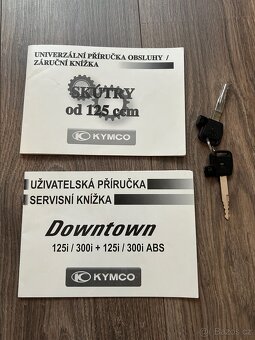 UNIVERZÁLNÍ PŘÍRUČKA OBSLUHY /
ZÁRUČNÍ KNÍŽKA
SKÚTRY
od 125 ccm
KYMCO
UŽIVATELSKÁ PŘÍRUČKA
SERVISNÍ KNÍŽKA
Downtown
125i / 300i + 125i / 300i ABS
KYMCO